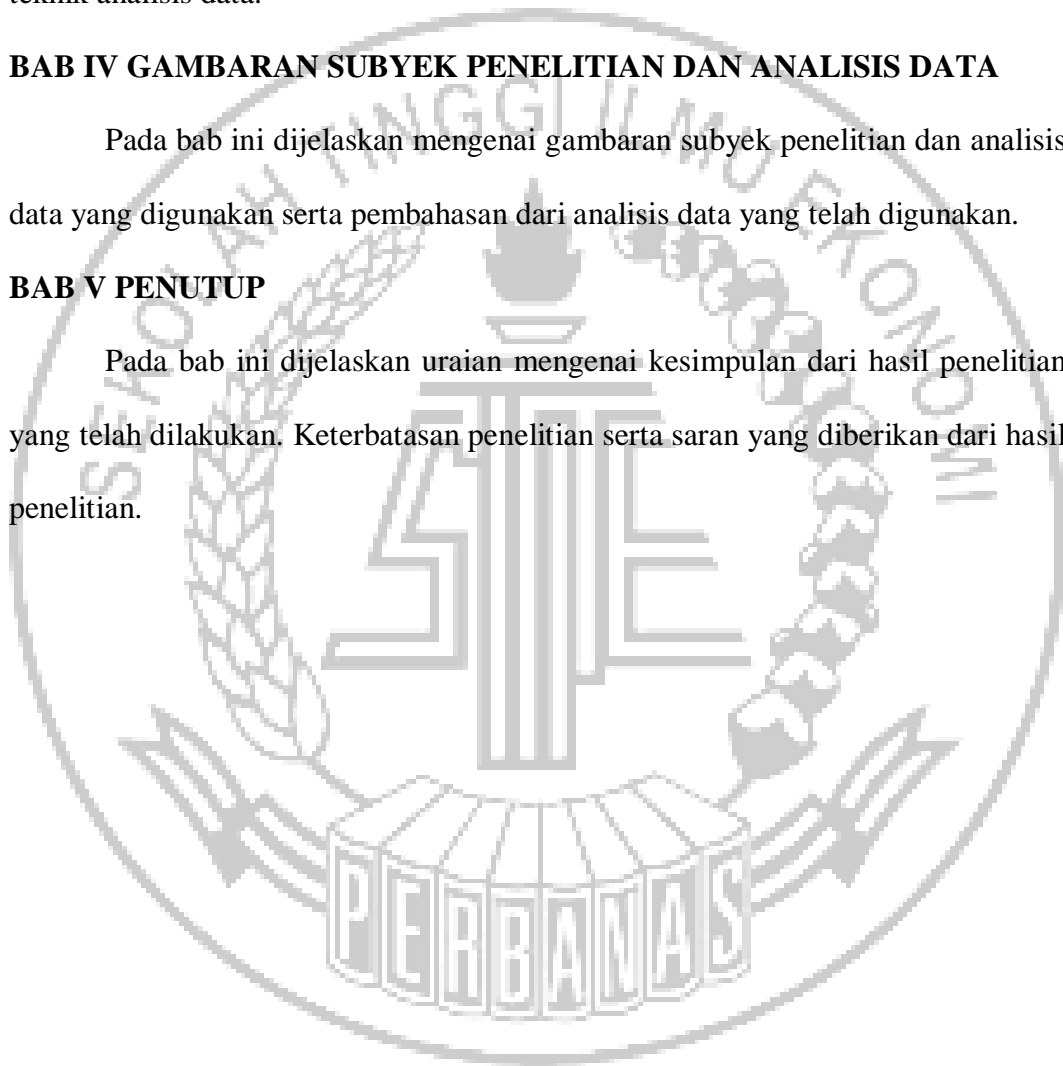 teknik analisis data.
BAB IV GAMBARAN SUBYEK PENELITIAN DAN ANALISIS DATA
Pada bab ini dijelaskan mengenai gambaran subyek penelitian dan analisis
data yang digunakan serta pembahasan dari analisis data yang telah digunakan.
BAB V PENUTUP
Pada bab ini dijelaskan uraian mengenai kesimpulan dari hasil penelitian
yang telah dilakukan. Keterbatasan penelitian serta saran yang diberikan dari hasil
penelitian.
SEKOLAH TINGGI ILMU EKONOMI
STIE
PERBANAS